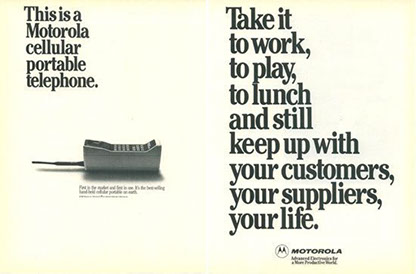 This is a
Motorola
cellular
portable
telephone.
First in the market and first in use. It's the best-selling
hand-held cellular portable on earth.
Take it
to work,
to play,
to lunch
and still
keep up with
your customers,
your suppliers,
your life.
MOTOROLA
Advanced Electronics for
a More Productive World.